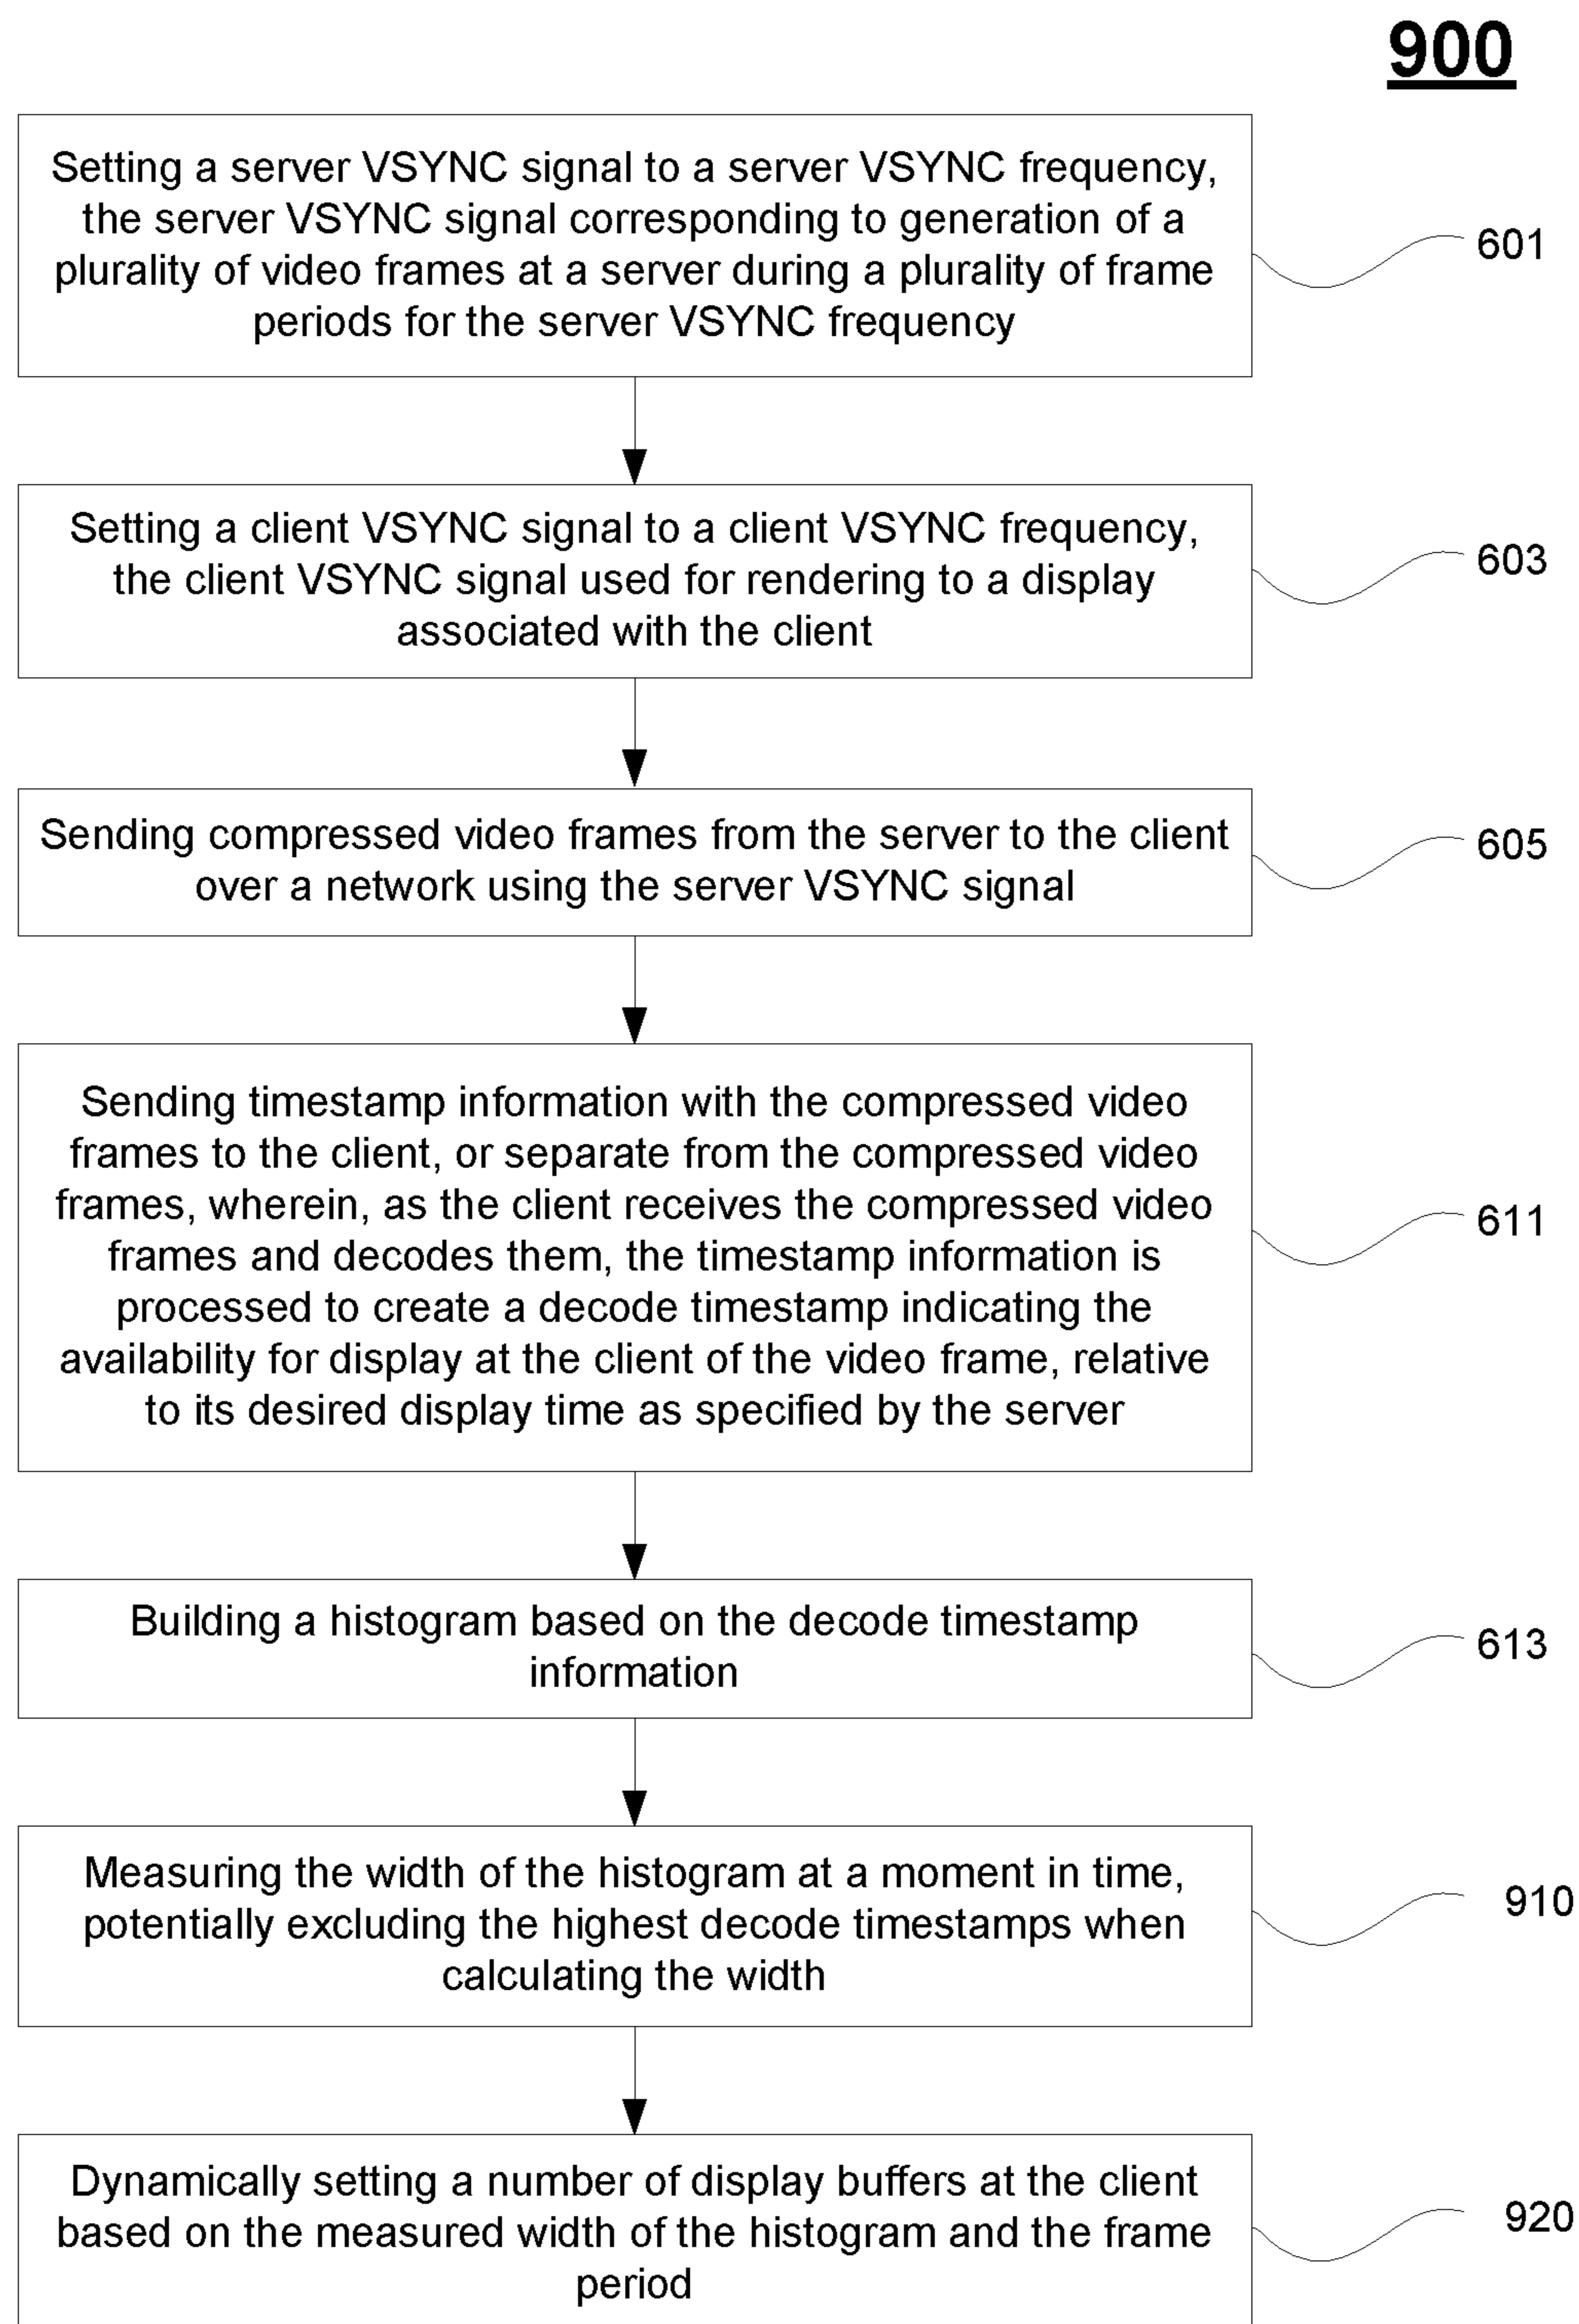 900
Setting a server VSYNC signal to a server VSYNC frequency,
the server VSYNC signal corresponding to generation of a
plurality of video frames at a server during a plurality of frame
periods for the server VSYNC frequency
601
Setting a client VSYNC signal to a client VSYNC frequency,
the client VSYNC signal used for rendering to a display
associated with the client
603
Sending compressed video frames from the server to the client
over a network using the server VSYNC signal
605
Sending timestamp information with the compressed video
frames to the client, or separate from the compressed video
frames, wherein, as the client receives the compressed video
frames and decodes them, the timestamp information is
processed to create a decode timestamp indicating the
availability for display at the client of the video frame, relative
to its desired display time as specified by the server
611
Building a histogram based on the decode timestamp
information
613
Measuring the width of the histogram at a moment in time,
potentially excluding the highest decode timestamps when
calculating the width
910
Dynamically setting a number of display buffers at the client
based on the measured width of the histogram and the frame
period
920